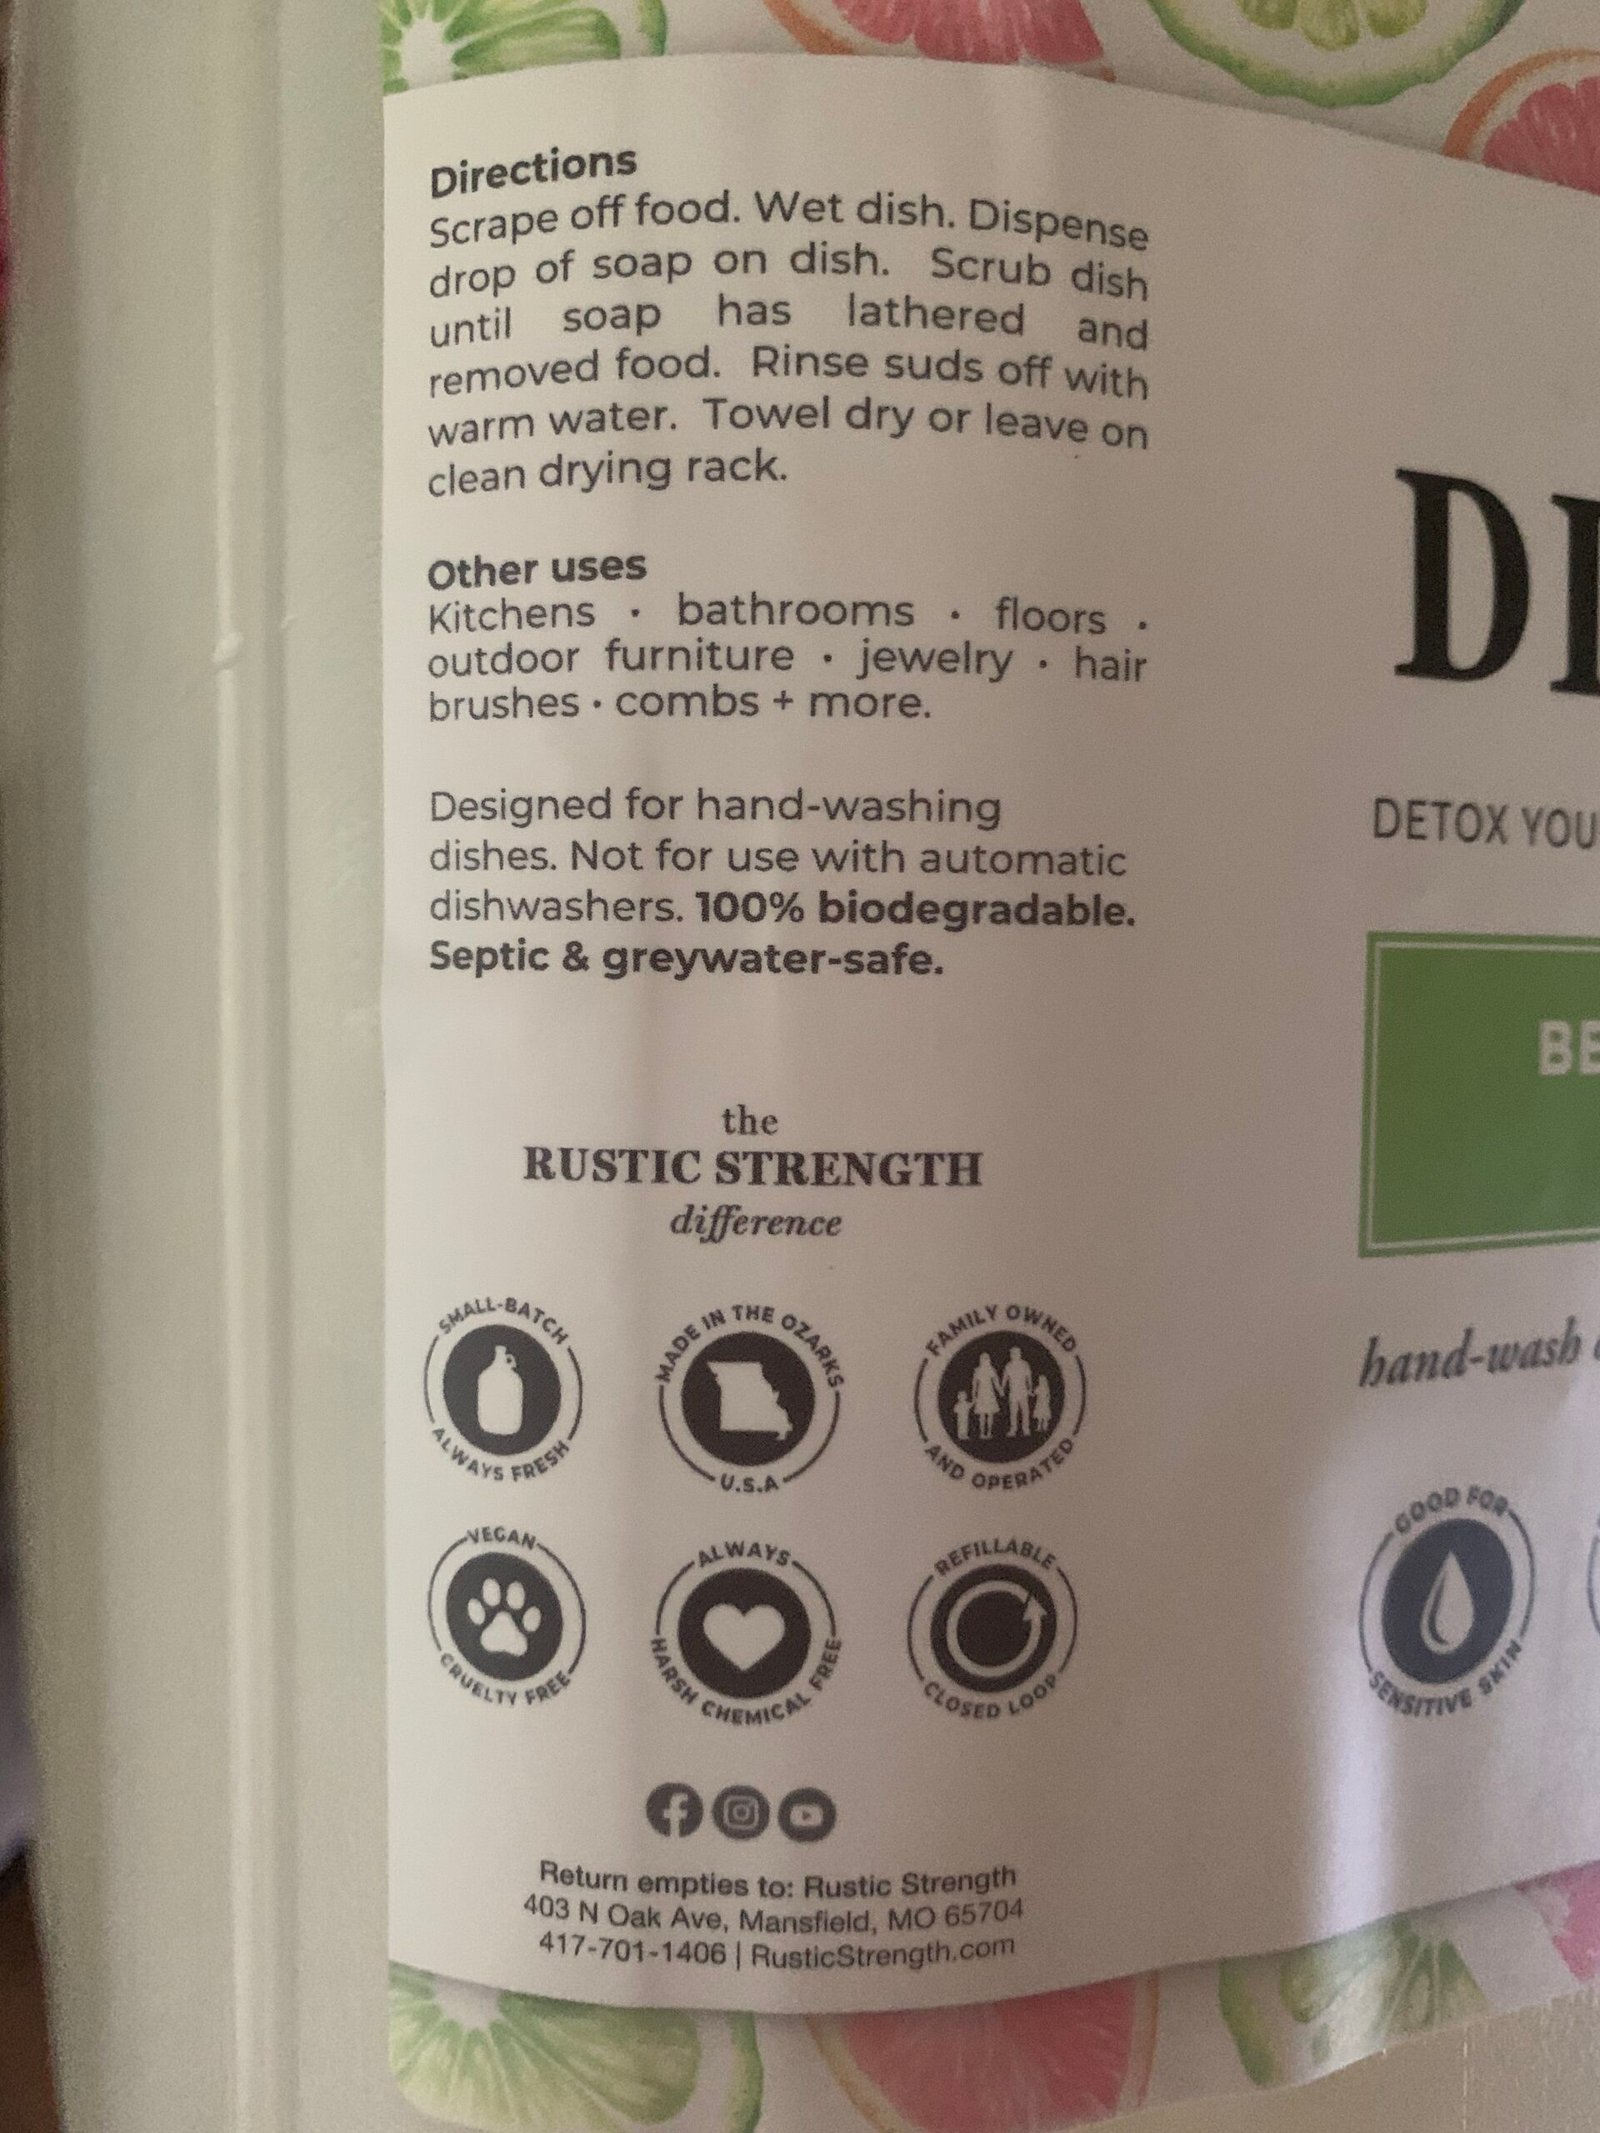 Directions
Scrape off food. Wet dish. Dispense
drop of soap on dish. Scrub dish
until soap has lathered and
removed food. Rinse suds off with
warm water. Towel dry or leave on
clean drying rack.
Other uses
Kitchens · bathrooms · floors ·
outdoor furniture · jewelry · hair
brushes · combs + more.
Designed for hand-washing
dishes. Not for use with automatic
dishwashers. 100% biodegradable.
Septic & greywater-safe.
the
RUSTIC STRENGTH
difference
SMALL-BATCH
ALWAYS FRESH
MADE IN THE OZARKS
U.S.A
FAMILY OWNED
AND OPERATED
VEGAN
CRUELTY FREE
ALWAYS
HARSH CHEMICAL FREE
REFILLABLE
CLOSED LOOP
Return empties to: Rustic Strength
403 N Oak Ave, Mansfield, MO 65704
417-701-1406 | RusticStrength.com
DETOX
hand-wash
GOOD FOR
SENSITIVE SKIN